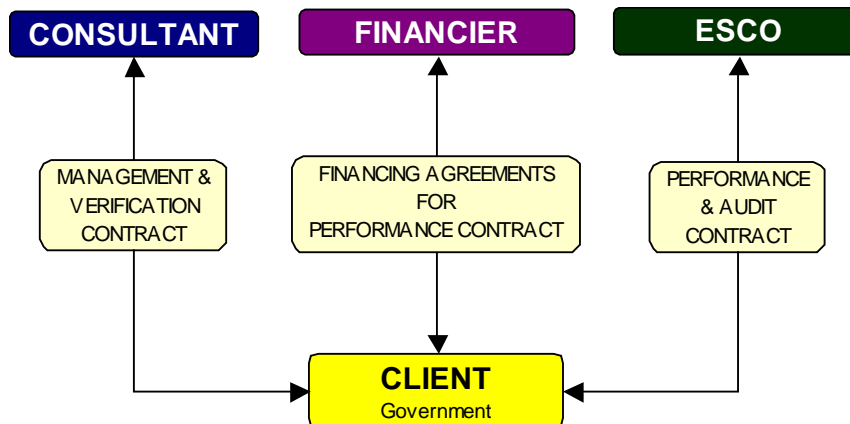 CONSULTANT
FINANCIER
ESCO
MANAGEMENT &
VERIFICATION
CONTRACT
FINANCING AGREEMENTS
FOR
PERFORMANCE CONTRACT
PERFORMANCE
& AUDIT
CONTRACT
CLIENT
Government